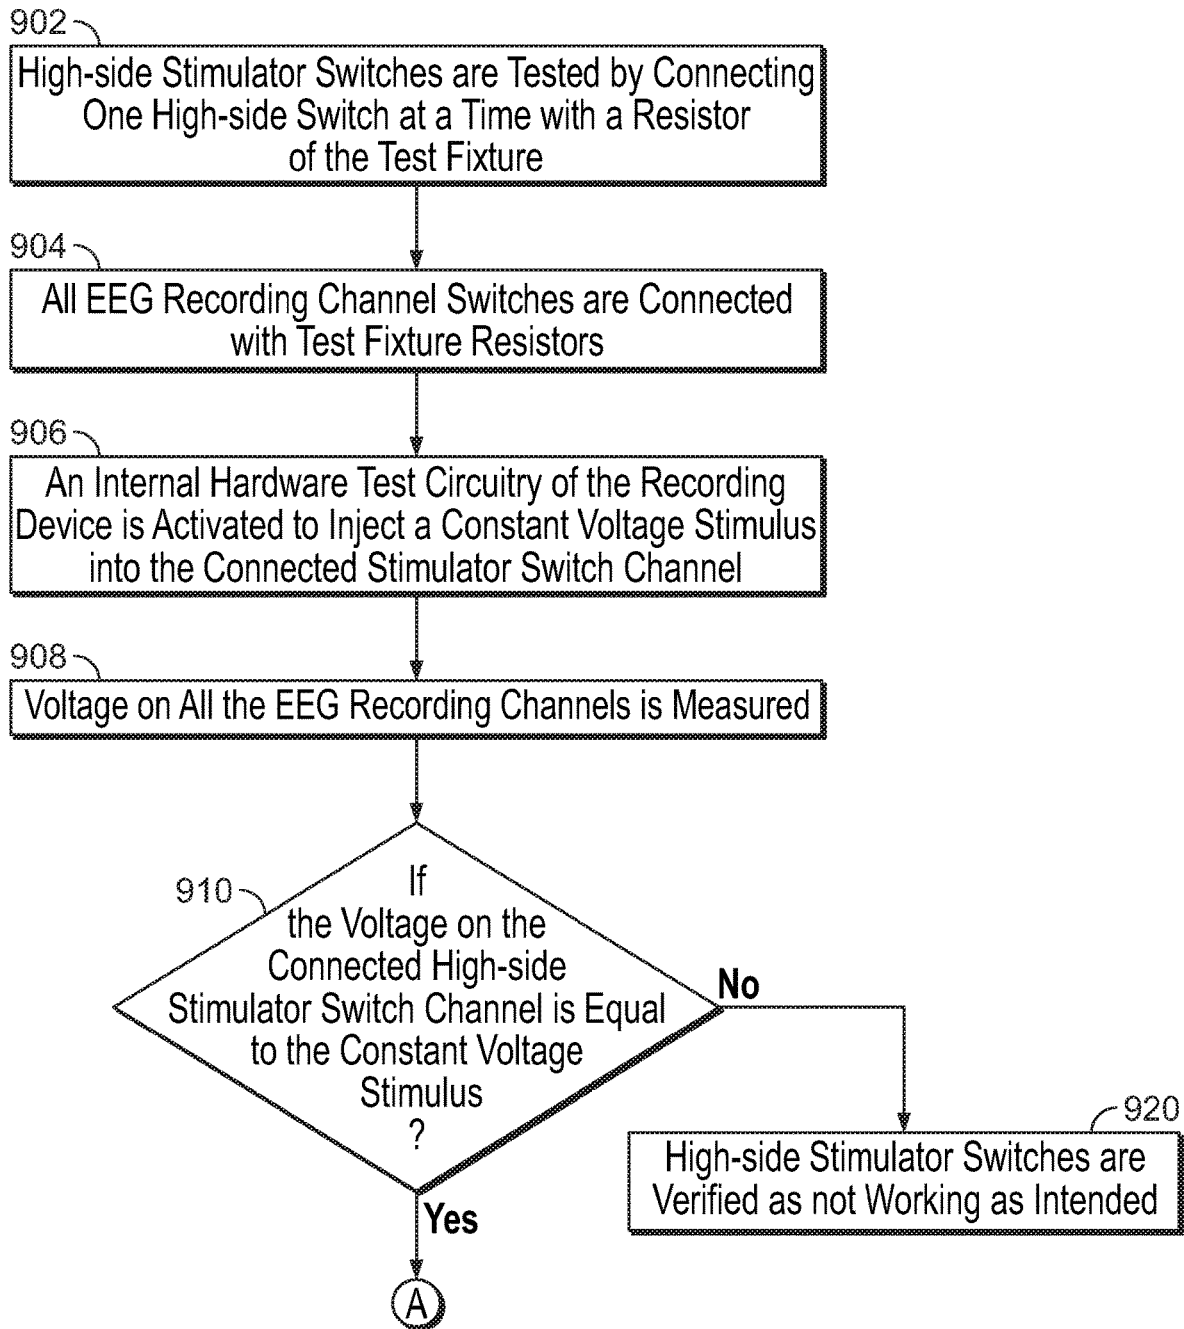 902
High-side Stimulator Switches are Tested by Connecting
One High-side Switch at a Time with a Resistor
of the Test Fixture
904
All EEG Recording Channel Switches are Connected
with Test Fixture Resistors
906
An Internal Hardware Test Circuitry of the Recording
Device is Activated to Inject a Constant Voltage Stimulus
into the Connected Stimulator Switch Channel
908
Voltage on All the EEG Recording Channels is Measured
910
If
the Voltage on the
Connected High-side
Stimulator Switch Channel is Equal
to the Constant Voltage
Stimulus
?
No
920
High-side Stimulator Switches are
Verified as not Working as Intended
Yes
A